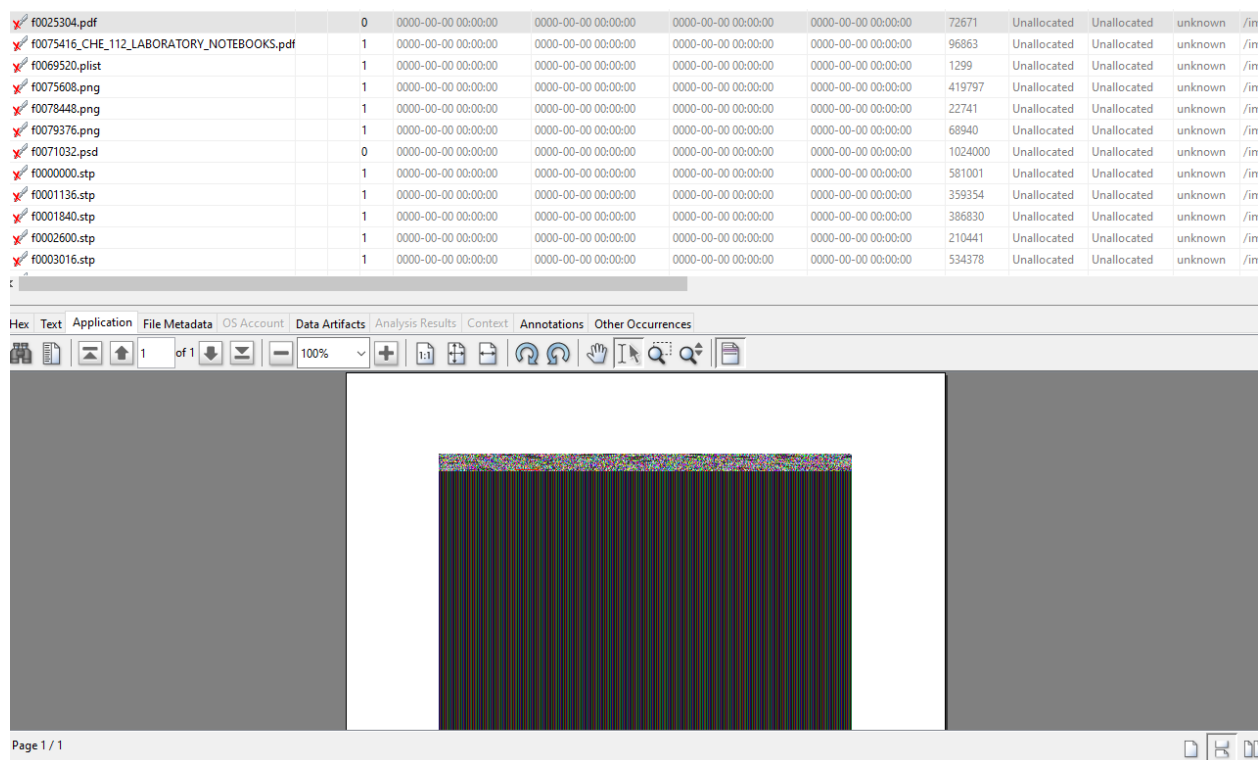 f0025304.pdf 0 0000-00-00 00:00:00 0000-00-00 00:00:00 0000-00-00 00:00:00 0000-00-00 00:00:00 72671 Unallocated Unallocated unknown /im
f0075416_CHE_112_LABORATORY_NOTEBOOKS.pdf 1 0000-00-00 00:00:00 0000-00-00 00:00:00 0000-00-00 00:00:00 0000-00-00 00:00:00 96863 Unallocated Unallocated unknown /im
f0069520.plist 1 0000-00-00 00:00:00 0000-00-00 00:00:00 0000-00-00 00:00:00 0000-00-00 00:00:00 1299 Unallocated Unallocated unknown /im
f0075608.png 1 0000-00-00 00:00:00 0000-00-00 00:00:00 0000-00-00 00:00:00 0000-00-00 00:00:00 419797 Unallocated Unallocated unknown /im
f0078448.png 1 0000-00-00 00:00:00 0000-00-00 00:00:00 0000-00-00 00:00:00 0000-00-00 00:00:00 22741 Unallocated Unallocated unknown /im
f0079376.png 1 0000-00-00 00:00:00 0000-00-00 00:00:00 0000-00-00 00:00:00 0000-00-00 00:00:00 68940 Unallocated Unallocated unknown /im
f0071032.psd 0 0000-00-00 00:00:00 0000-00-00 00:00:00 0000-00-00 00:00:00 0000-00-00 00:00:00 1024000 Unallocated Unallocated unknown /im
f0000000.stp 1 0000-00-00 00:00:00 0000-00-00 00:00:00 0000-00-00 00:00:00 0000-00-00 00:00:00 581001 Unallocated Unallocated unknown /im
f0001136.stp 1 0000-00-00 00:00:00 0000-00-00 00:00:00 0000-00-00 00:00:00 0000-00-00 00:00:00 359354 Unallocated Unallocated unknown /im
f0001840.stp 1 0000-00-00 00:00:00 0000-00-00 00:00:00 0000-00-00 00:00:00 0000-00-00 00:00:00 386830 Unallocated Unallocated unknown /im
f0002600.stp 1 0000-00-00 00:00:00 0000-00-00 00:00:00 0000-00-00 00:00:00 0000-00-00 00:00:00 210441 Unallocated Unallocated unknown /im
f0003016.stp 1 0000-00-00 00:00:00 0000-00-00 00:00:00 0000-00-00 00:00:00 0000-00-00 00:00:00 534378 Unallocated Unallocated unknown /im
Hex Text Application File Metadata OS Account Data Artifacts Analysis Results Context Annotations Other Occurrences
1 of 1 100% 1:1
Page 1 / 1